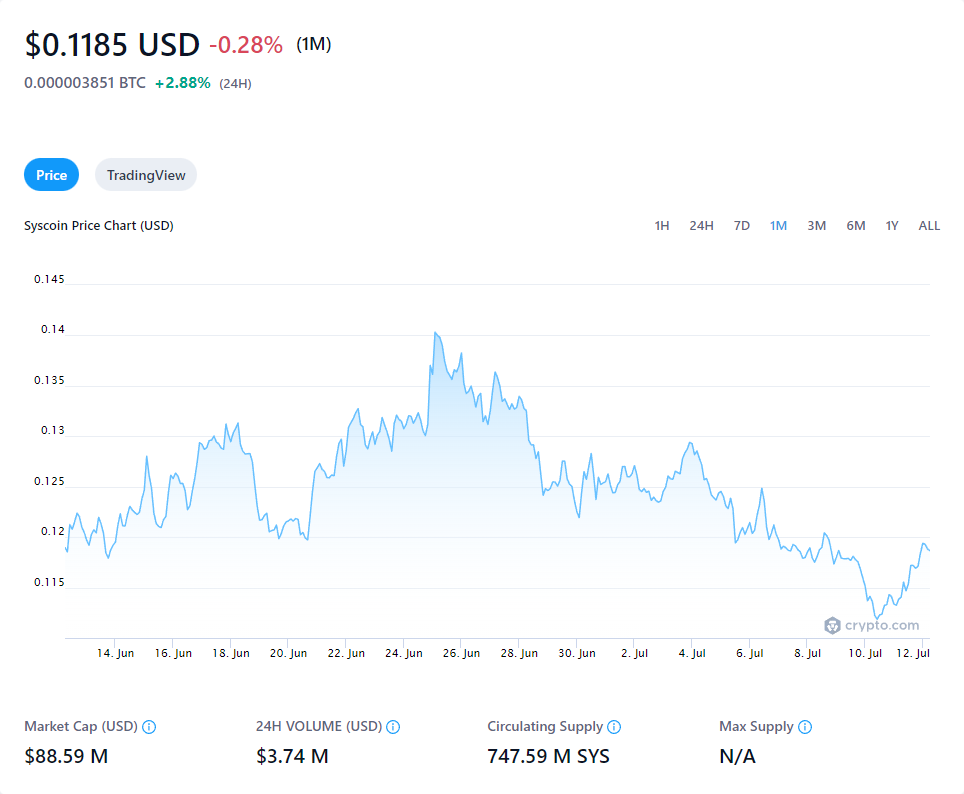 $0.1185 USD -0.28% (1M)
0.000003851 BTC +2.88% (24H)
Price TradingView
Syscoin Price Chart (USD) 1H 24H 7D 1M 3M 6M 1Y ALL
0.145
0.14
0.135
0.13
0.125
0.12
0.115
crypto.com
14. Jun 16. Jun 18. Jun 20. Jun 22. Jun 24. Jun 26. Jun 28. Jun 30. Jun 2. Jul 4. Jul 6. Jul 8. Jul 10. Jul 12. Jul
Market Cap (USD) 24H VOLUME (USD) Circulating Supply Max Supply
$88.59 M $3.74 M 747.59 M SYS N/A